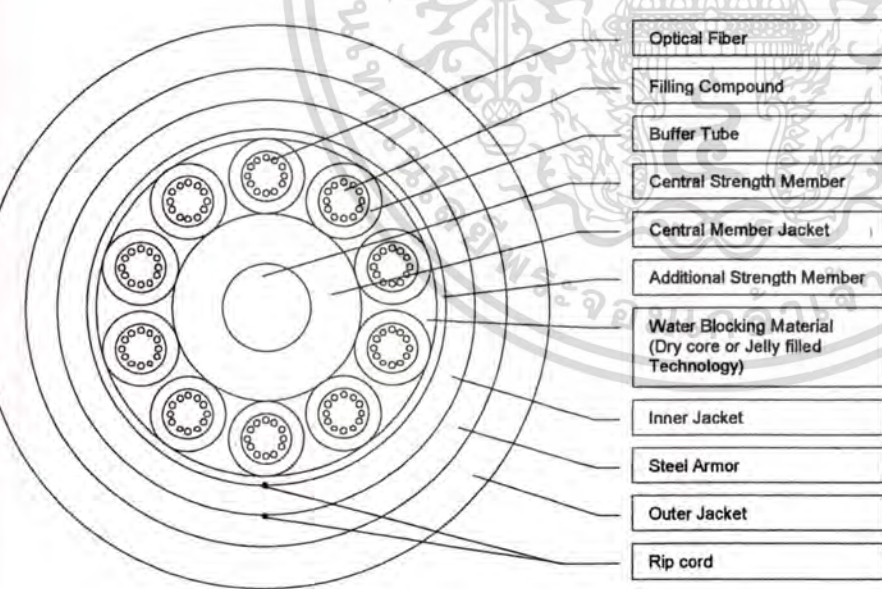 Optical Fiber
Filling Compound
Buffer Tube
Central Strength Member
Central Member Jacket
Additional Strength Member
Water Blocking Material
(Dry core or Jelly filled
Technology)
Inner Jacket
Steel Armor
Outer Jacket
Rip cord